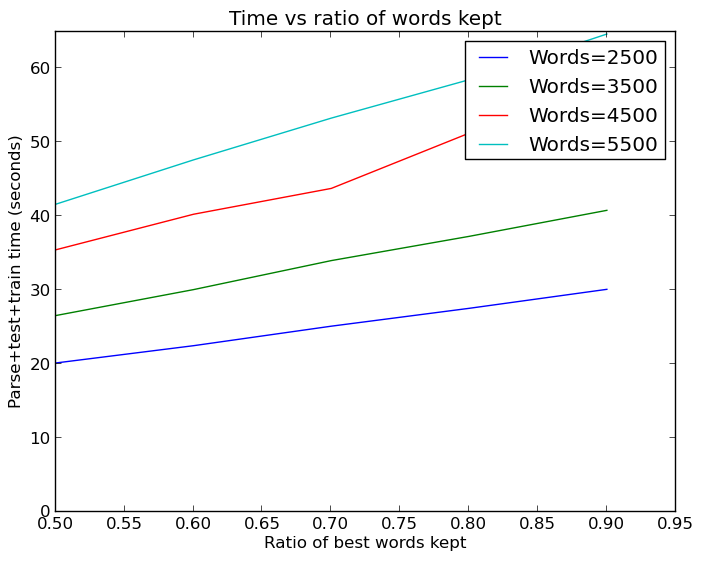 Time vs ratio of words kept
Words=2500
Words=3500
Words=4500
Words=5500
Parse+test+train time (seconds)
60
50
40
30
20
10
0
0.50 0.55 0.60 0.65 0.70 0.75 0.80 0.85 0.90 0.95
Ratio of best words kept